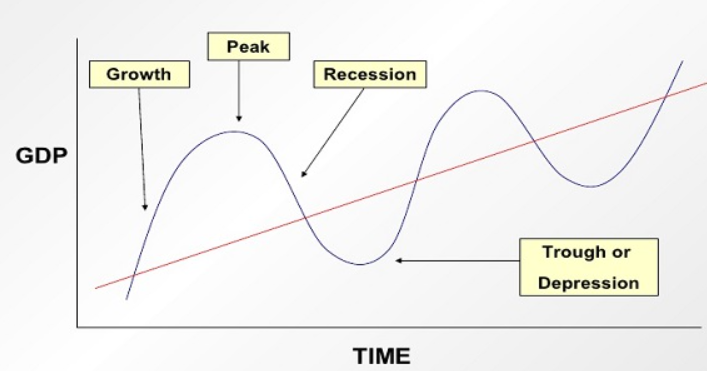 Peak
Growth
Recession
GDP
Trough or
Depression
TIME